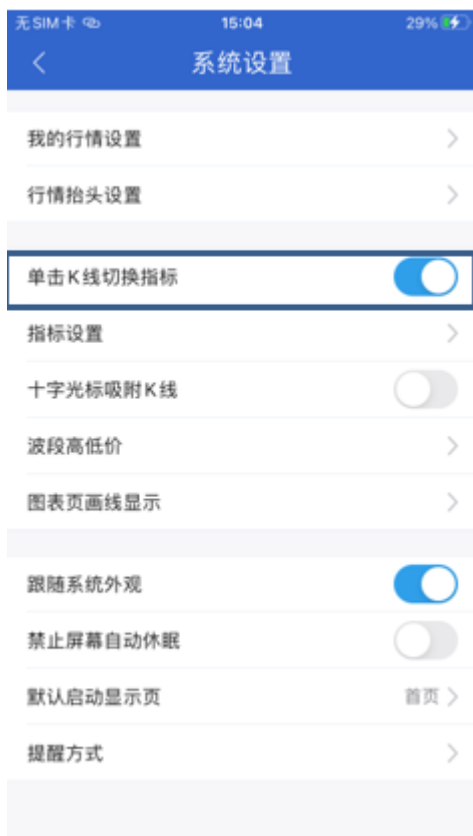 无SIM卡 15:04 29%
系统设置
我的行情设置
行情抬头设置
单击K线切换指标
指标设置
十字光标吸附K线
波段高低价
图表页画线显示
跟随系统外观
禁止屏幕自动休眠
默认启动显示页 首页
提醒方式